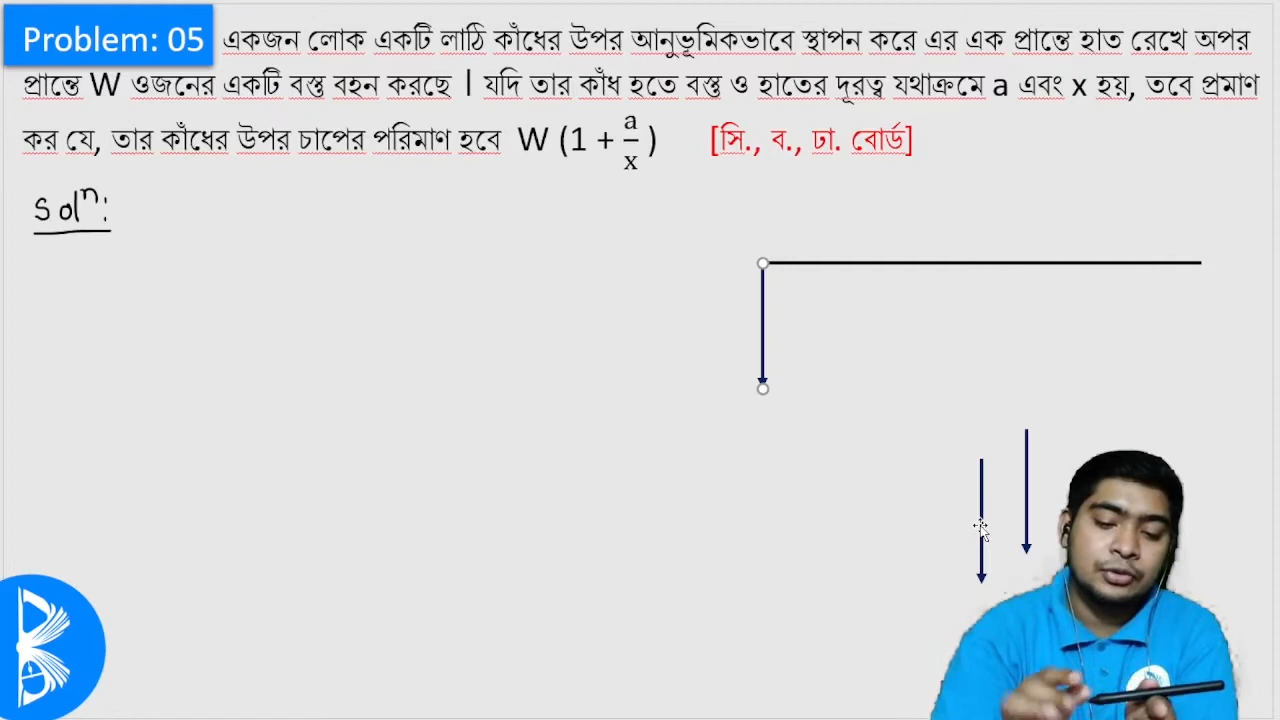 Problem: 05 একজন লোক একটি লাঠি কাঁধের উপর আনুভূমিকভাবে স্থাপন করে এর এক প্রান্তে হাত রেখে অপর
প্রান্তে W ওজনের একটি বস্তু বহন করছে । যদি তার কাঁধ হতে বস্তু ও হাতের দূরত্ব যথাক্রমে a এবং x হয়, তবে প্রমাণ
কর যে, তার কাঁধের উপর চাপের পরিমাণ হবে W (1 + a/x) [সি., ব., ঢা. বোর্ড]
Solⁿ: